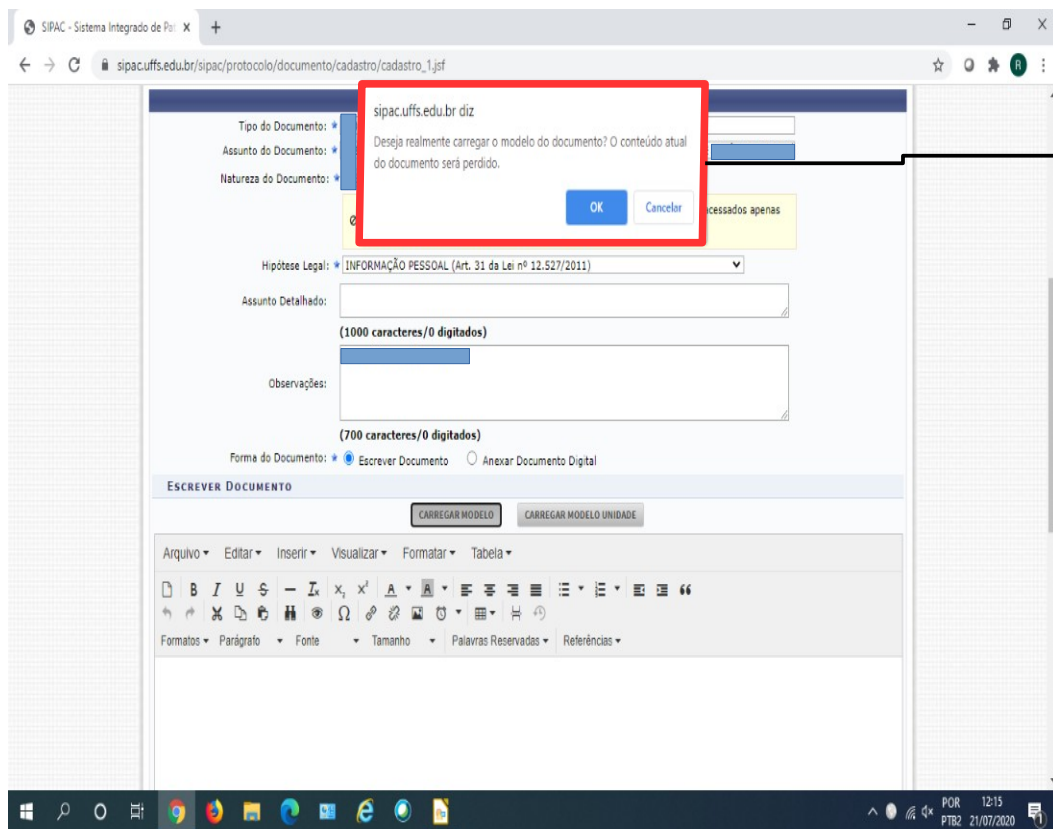 SIPAC - Sistema Integrado de Pat
sipac.uffs.edu.br/sipac/protocolo/documento/cadastro/cadastro_1.jsf
R
sipac.uffs.edu.br diz
Deseja realmente carregar o modelo do documento? O conteúdo atual
do documento será perdido.
OK Cancelar
Tipo do Documento:
Assunto do Documento:
Natureza do Documento:
apenas
Hipótese Legal: INFORMAÇÃO PESSOAL (Art. 31 da Lei nº 12.527/2011)
Assunto Detalhado:
(1000 caracteres/0 digitados)
Observações:
(700 caracteres/0 digitados)
Forma do Documento: Escrever Documento Anexar Documento Digital
ESCREVER DOCUMENTO
CARREGAR MODELO CARREGAR MODELO UNIDADE
Arquivo Editar Inserir Visualizar Formatar Tabela
Formatos Parágrafo Fonte Tamanho Palavras Reservadas Referências
POR 12:15
PTB2 21/07/2020